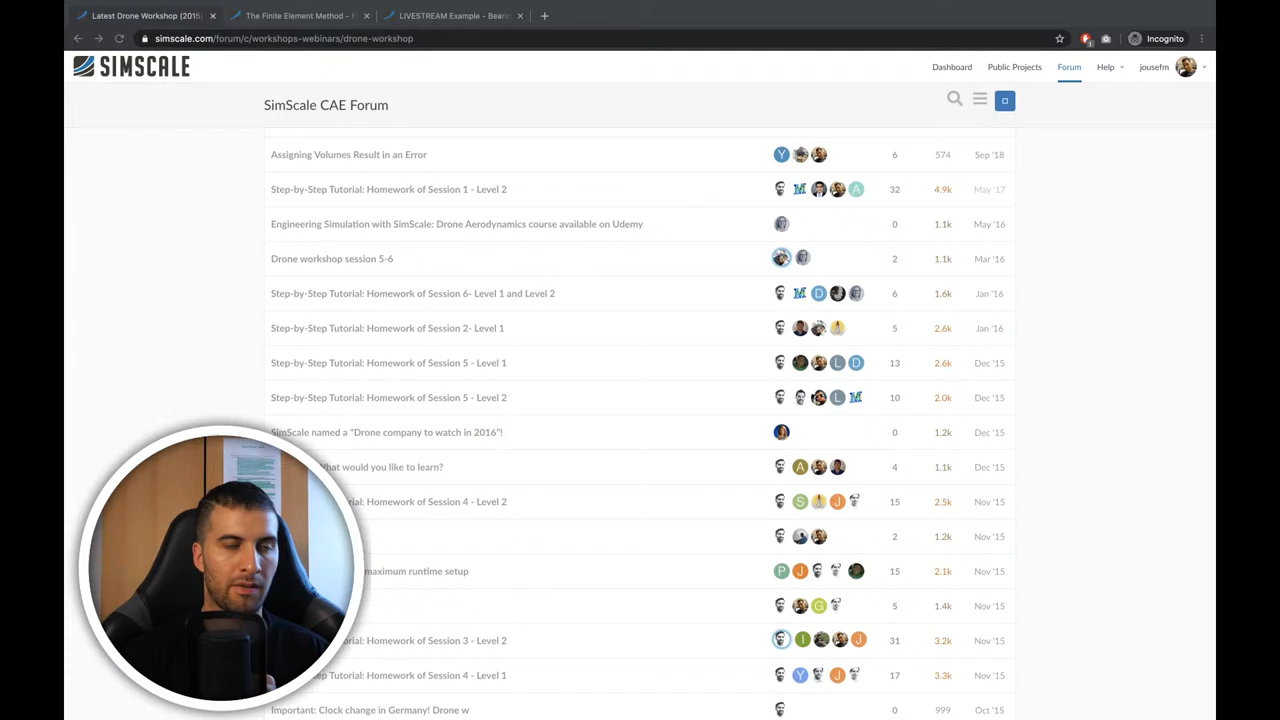 Latest Drone Workshop (2015)
The Finite Element Method - F
LIVESTREAM Example - Bearin
simscale.com/forum/c/workshops-webinars/drone-workshop
Incognito
SIMSCALE
Dashboard
Public Projects
Forum
Help
jousefm
SimScale CAE Forum
Assigning Volumes Result in an Error Y 6 574 Sep '18
Step-by-Step Tutorial: Homework of Session 1 - Level 2 A 32 4.9k May '17
Engineering Simulation with SimScale: Drone Aerodynamics course available on Udemy 0 1.1k May '16
Drone workshop session 5-6 2 1.1k Mar '16
Step-by-Step Tutorial: Homework of Session 6- Level 1 and Level 2 D 6 1.6k Jan '16
Step-by-Step Tutorial: Homework of Session 2- Level 1 5 2.6k Jan '16
Step-by-Step Tutorial: Homework of Session 5 - Level 1 L D 13 2.6k Dec '15
Step-by-Step Tutorial: Homework of Session 5 - Level 2 L 10 2.0k Dec '15
SimScale named a "Drone company to watch in 2016"! 0 1.2k Dec '15
hat would you like to learn? A 4 1.1k Dec '15
rial: Homework of Session 4 - Level 2 S J 15 2.5k Nov '15
2 1.2k Nov '15
maximum runtime setup P J 15 2.1k Nov '15
G 5 1.4k Nov '15
rial: Homework of Session 3 - Level 2 I J 31 3.2k Nov '15
tep Tutorial: Homework of Session 4 - Level 1 Y J 17 3.3k Nov '15
Important: Clock change in Germany! Drone w 0 999 Oct '15